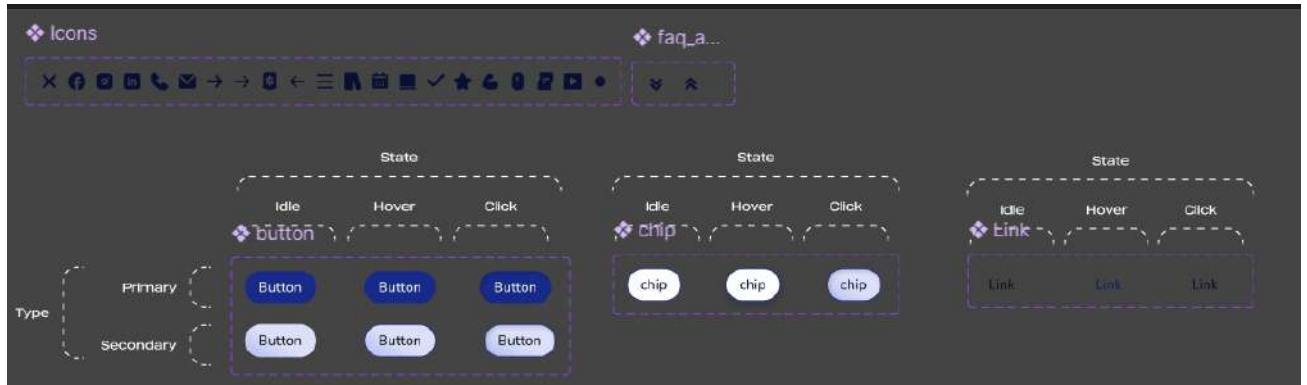 Icons
faq_a...
State
State
State
Idle
Hover
Click
Idle
Hover
Click
Idle
Hover
Click
button
chip
Link
Type
Primary
Button
Button
Button
chip
chip
chip
Link
Link
Link
Secondary
Button
Button
Button